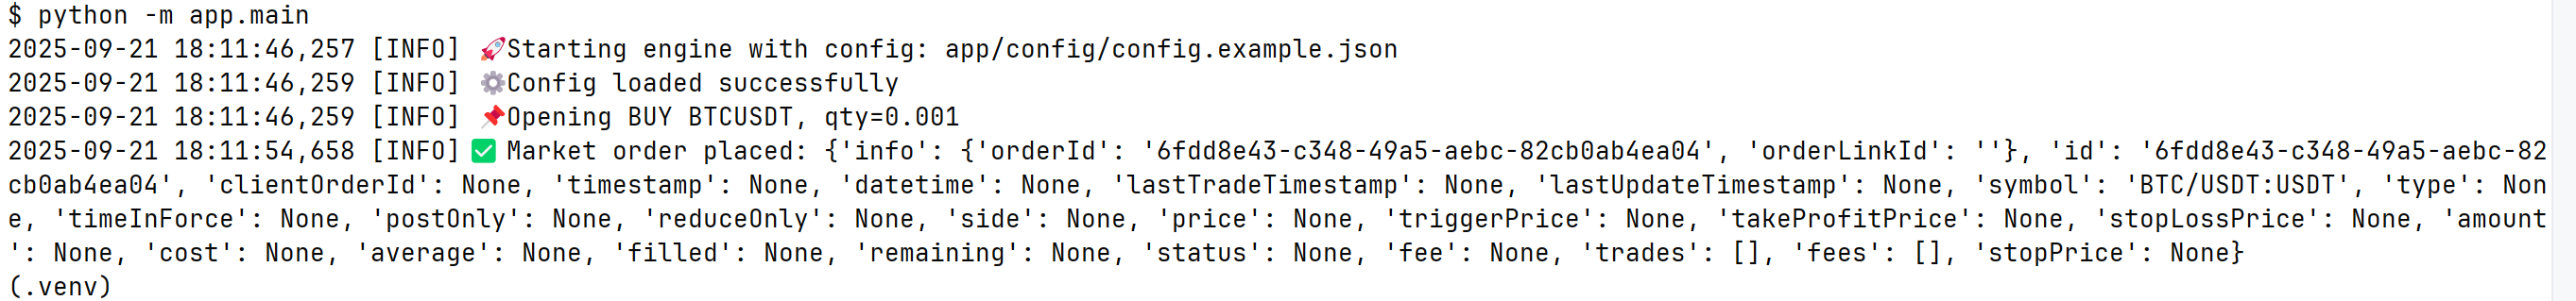 $ python -m app.main
2025-09-21 18:11:46,257 [INFO] 🚀Starting engine with config: app/config/config.example.json
2025-09-21 18:11:46,259 [INFO] ⚙️Config loaded successfully
2025-09-21 18:11:46,259 [INFO] 📌Opening BUY BTCUSDT, qty=0.001
2025-09-21 18:11:54,658 [INFO] ✅ Market order placed: {'info': {'orderId': '6fdd8e43-c348-49a5-aebc-82cb0ab4ea04', 'orderLinkId': ''}, 'id': '6fdd8e43-c348-49a5-aebc-82
cb0ab4ea04', 'clientOrderId': None, 'timestamp': None, 'datetime': None, 'lastTradeTimestamp': None, 'lastUpdateTimestamp': None, 'symbol': 'BTC/USDT:USDT', 'type': Non
e, 'timeInForce': None, 'postOnly': None, 'reduceOnly': None, 'side': None, 'price': None, 'triggerPrice': None, 'takeProfitPrice': None, 'stopLossPrice': None, 'amount
': None, 'cost': None, 'average': None, 'filled': None, 'remaining': None, 'status': None, 'fee': None, 'trades': [], 'fees': [], 'stopPrice': None}
(.venv)